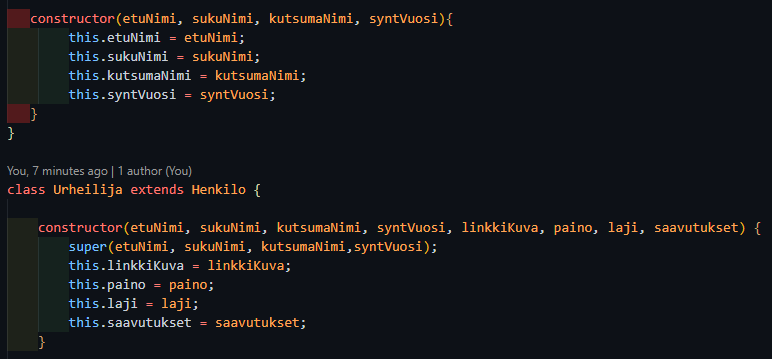 constructor(etuNimi, sukuNimi, kutsumaNimi, syntVuosi){
this.etuNimi = etuNimi;
this.sukuNimi = sukuNimi;
this.kutsumaNimi = kutsumaNimi;
this.syntVuosi = syntVuosi;
}
}
You, 7 minutes ago | 1 author (You)
class Urheilija extends Henkilo {
constructor(etuNimi, sukuNimi, kutsumaNimi, syntVuosi, linkkiKuva, paino, laji, saavutukset) {
super(etuNimi, sukuNimi, kutsumaNimi,syntVuosi);
this.linkkiKuva = linkkiKuva;
this.paino = paino;
this.laji = laji;
this.saavutukset = saavutukset;
}